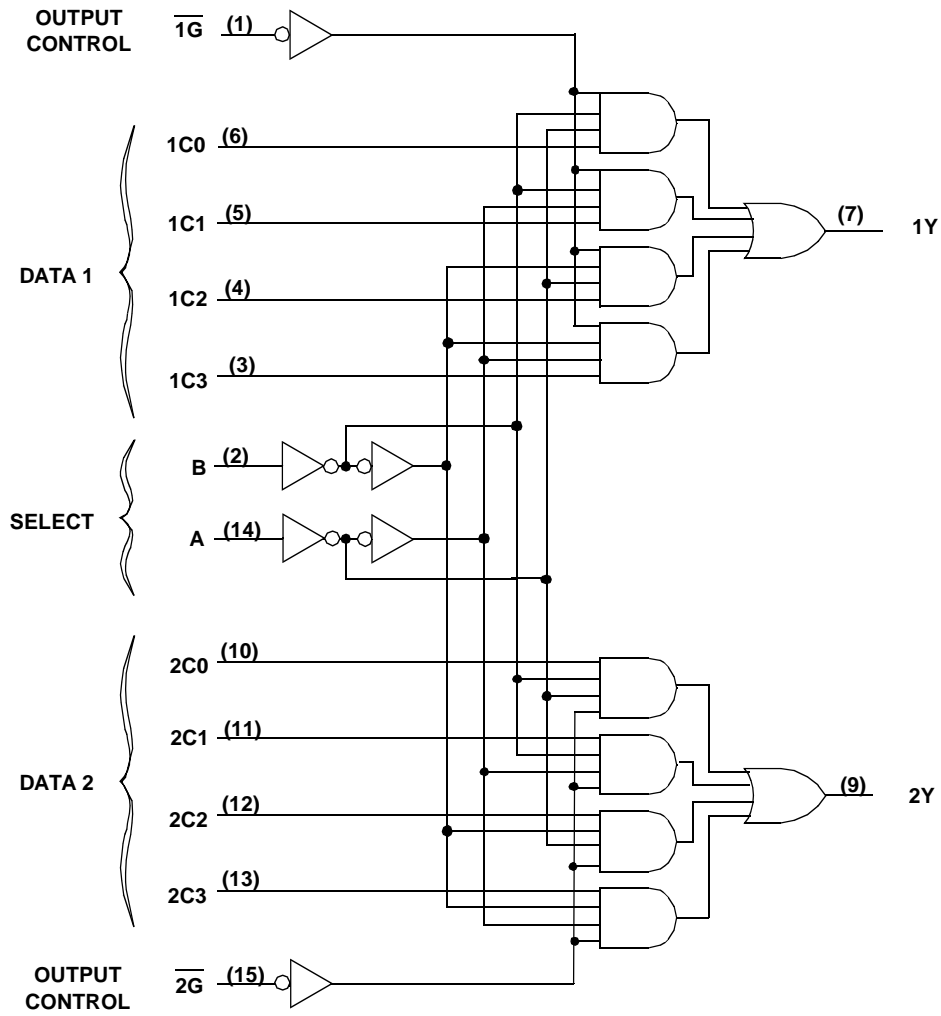 OUTPUT
CONTROL
1G (1)
1C0 (6)
1C1 (5)
DATA 1
1C2 (4)
1C3 (3)
(7) 1Y
B (2)
SELECT
A (14)
2C0 (10)
2C1 (11)
DATA 2
2C2 (12)
2C3 (13)
(9) 2Y
OUTPUT
CONTROL
2G (15)